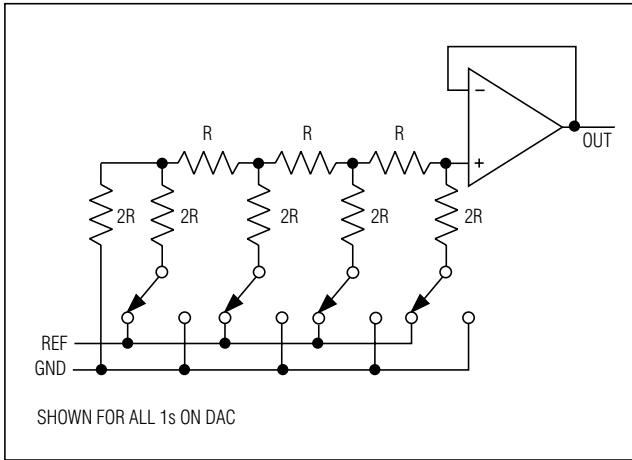 R R R
−
+
OUT
2R 2R 2R 2R 2R
REF
GND
SHOWN FOR ALL 1s ON DAC